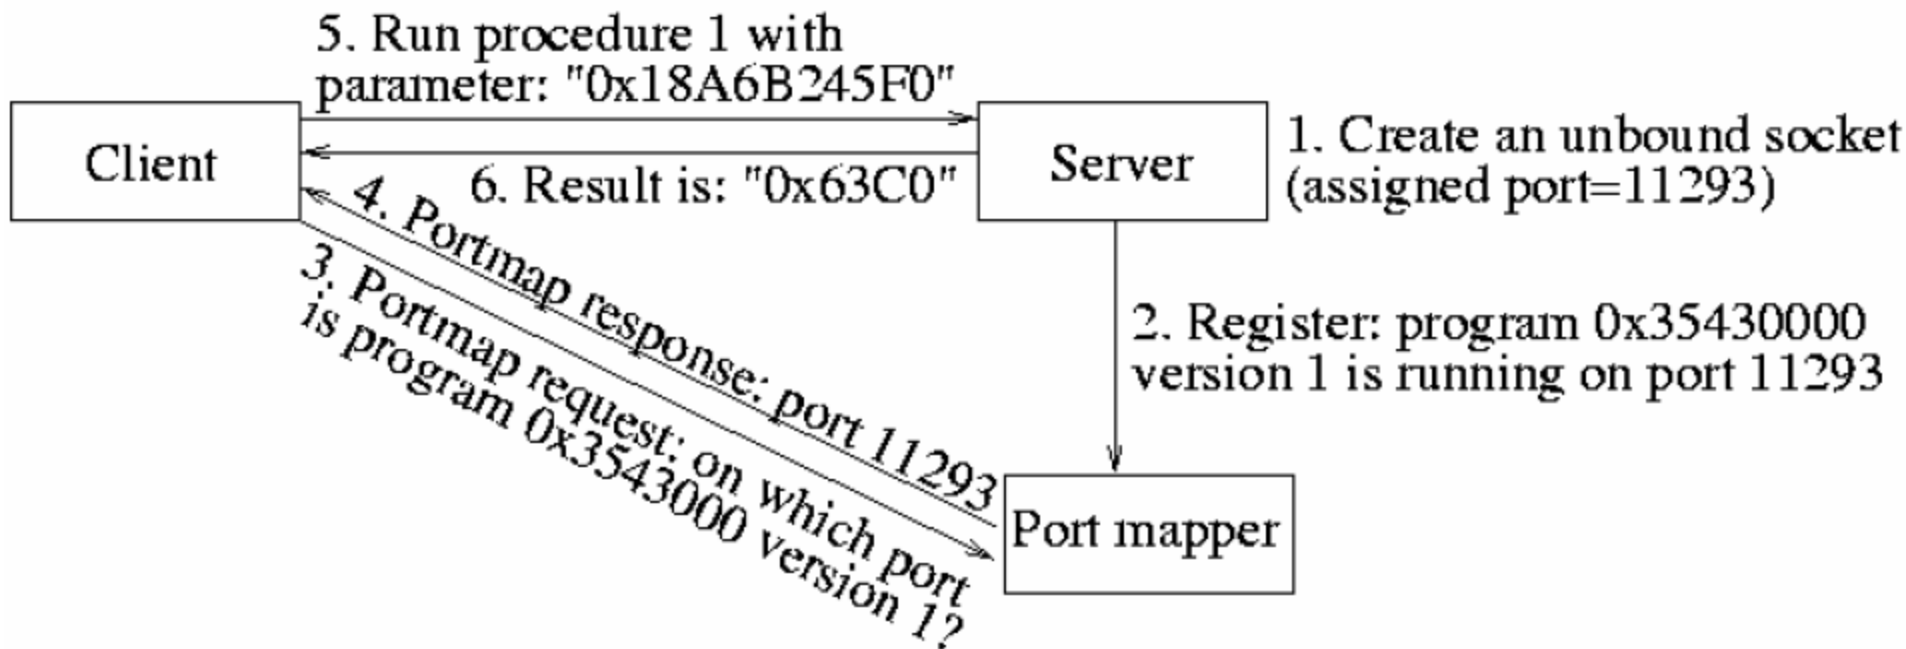 5. Run procedure 1 with
parameter: "0x18A6B245F0"
Client
Server
1. Create an unbound socket
(assigned port=11293)
6. Result is: "0x63C0"
4. Portmap response: port 11293
3. Portmap request: on which port
is program 0x3543000 version 1?
2. Register: program 0x35430000
version 1 is running on port 11293
Port mapper